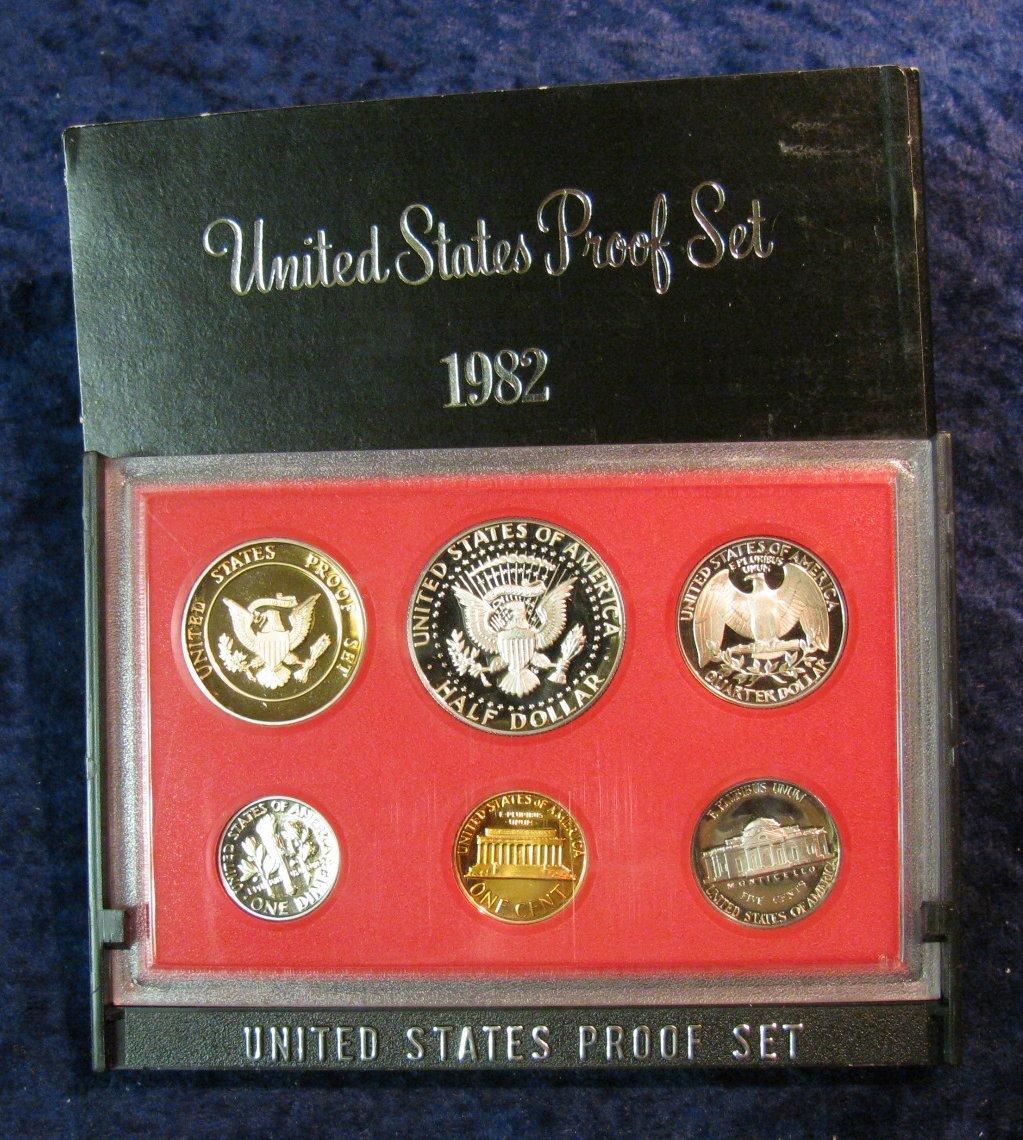 United States Proof Set
1982
UNITED STATES PROOF SET
UNITED STATES OF AMERICA
HALF DOLLAR
UNITED STATES OF AMERICA
E PLURIBUS
UNUM
QUARTER DOLLAR
UNITED STATES OF AMERICA
ONE DIME
UNITED STATES OF AMERICA
E·PLURIBUS
·UNUM·
ONE CENT
E PLURIBUS UNUM
MONTICELLO
FIVE CENTS
UNITED STATES OF AMERICA
UNITED STATES PROOF SET